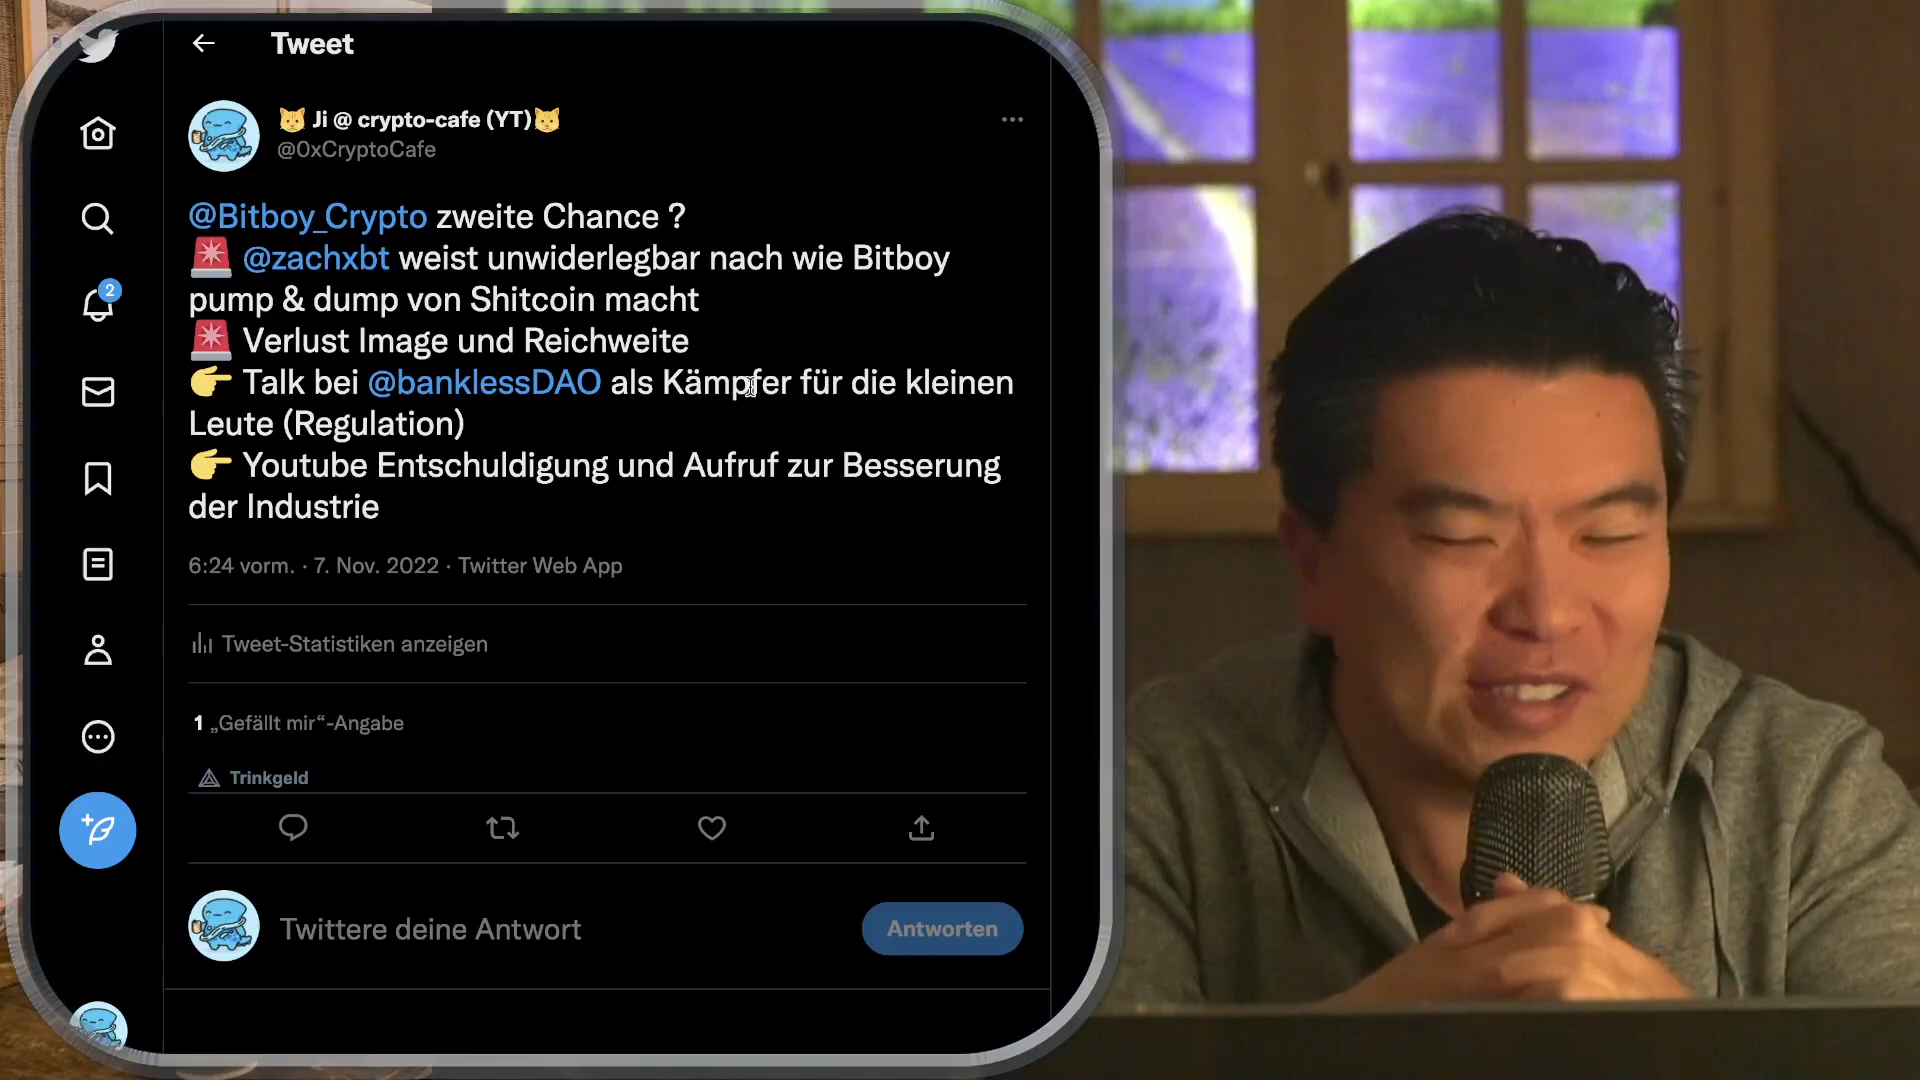 Tweet
🐱 Ji @ crypto-cafe (YT)🐱
@0xCryptoCafe
@Bitboy_Crypto zweite Chance ?
🚨 @zachxbt weist unwiderlegbar nach wie Bitboy
pump & dump von Shitcoin macht
🚨 Verlust Image und Reichweite
👉 Talk bei @banklessDAO als Kämpfer für die kleinen
Leute (Regulation)
👉 Youtube Entschuldigung und Aufruf zur Besserung
der Industrie
6:24 vorm. · 7. Nov. 2022 · Twitter Web App
Tweet-Statistiken anzeigen
1 „Gefällt mir“-Angabe
Trinkgeld
Twittere deine Antwort
Antworten
2